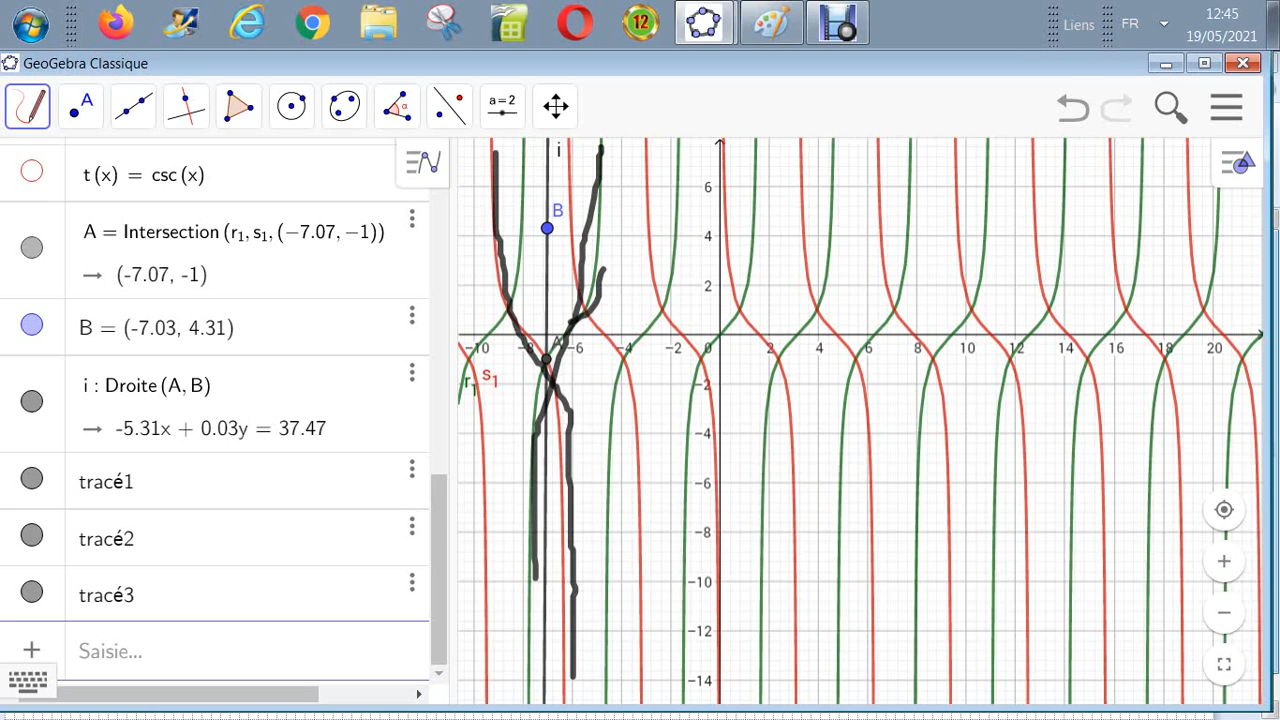 12
Liens
FR
12:45
19/05/2021
GeoGebra Classique
A
α
a = 2
t (x) = csc (x)
A = Intersection (r₁, s₁, (−7.07, −1))
→ (-7.07, -1)
B = (-7.03, 4.31)
i : Droite (A, B)
→ -5.31x + 0.03y = 37.47
tracé1
tracé2
tracé3
Saisie...
i
B
6
4
2
A
−10 −8 −6 −4 −2 0 2 4 6 8 10 12 14 16 18 20
r₁ s₁
−2
−4
−6
−8
−10
−12
−14